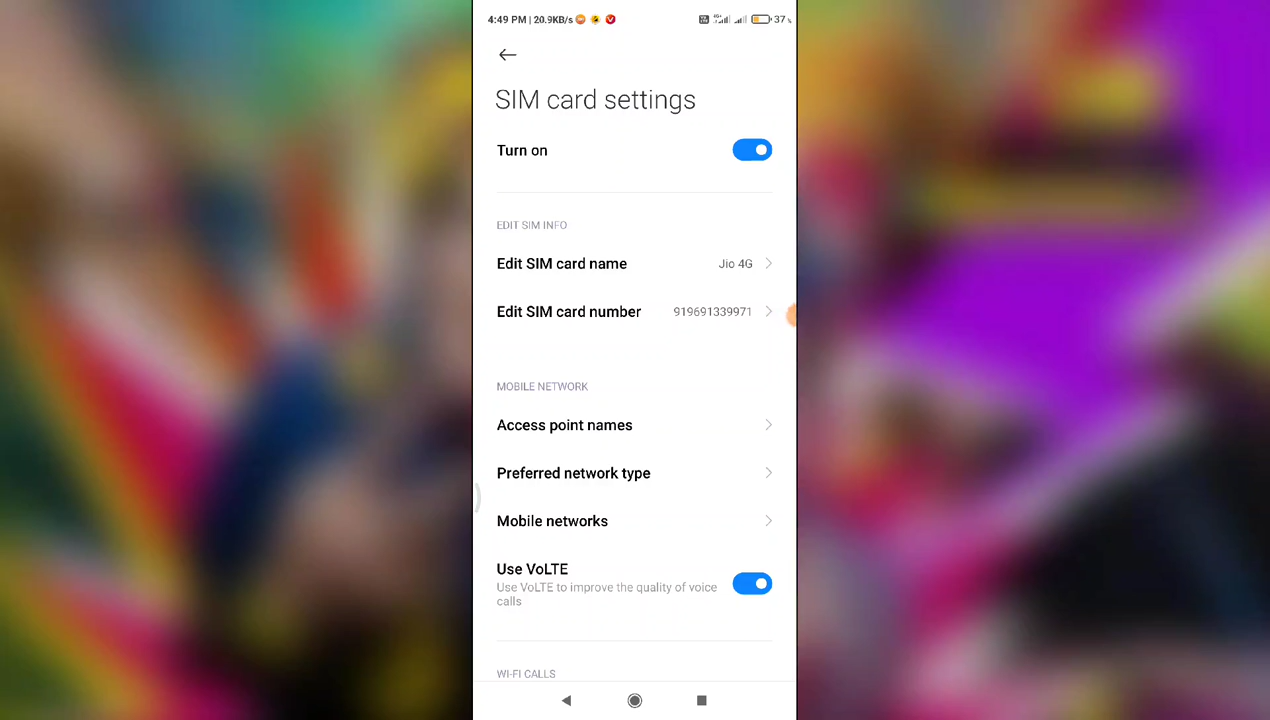 4:49 PM | 20.9KB/s 37
SIM card settings
Turn on
EDIT SIM INFO
Edit SIM card name Jio 4G
Edit SIM card number 919691339971
MOBILE NETWORK
Access point names
Preferred network type
Mobile networks
Use VoLTE
Use VoLTE to improve the quality of voice
calls
WI-FI CALLS